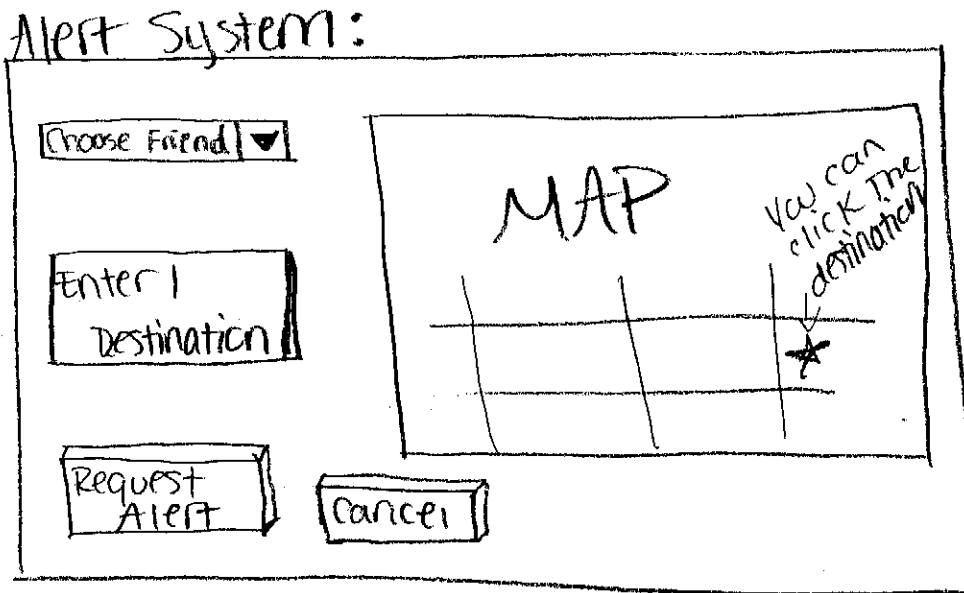 Alert System:
Choose Friend
Enter
Destination
Request
Alert
Cancel
MAP
You can
click The
destination